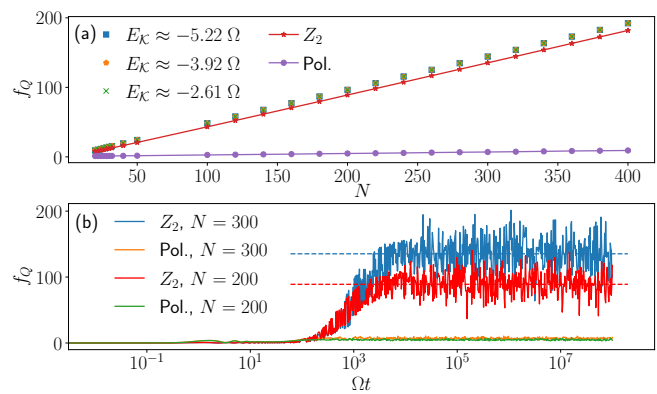 200
(a)
E_K ≈ −5.22 Ω
Z_2
E_K ≈ −3.92 Ω
Pol.
E_K ≈ −2.61 Ω
100
f_Q
0
50 100 150 200 250 300 350 400
N
200
(b)
Z_2, N = 300
Pol., N = 300
Z_2, N = 200
Pol., N = 200
100
f_Q
0
10^{−1} 10^{1} 10^{3} 10^{5} 10^{7}
Ωt